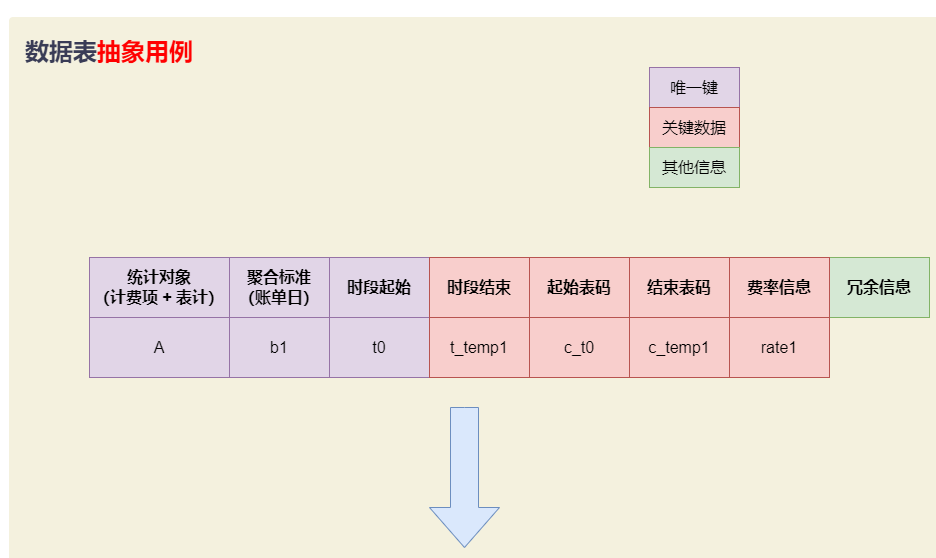 数据表抽象用例
唯一键
关键数据
其他信息
统计对象
(计费项 + 表计)
聚合标准
(账单日)
时段起始
时段结束
起始表码
结束表码
费率信息
冗余信息
A
b1
t0
t_temp1
c_t0
c_temp1
rate1